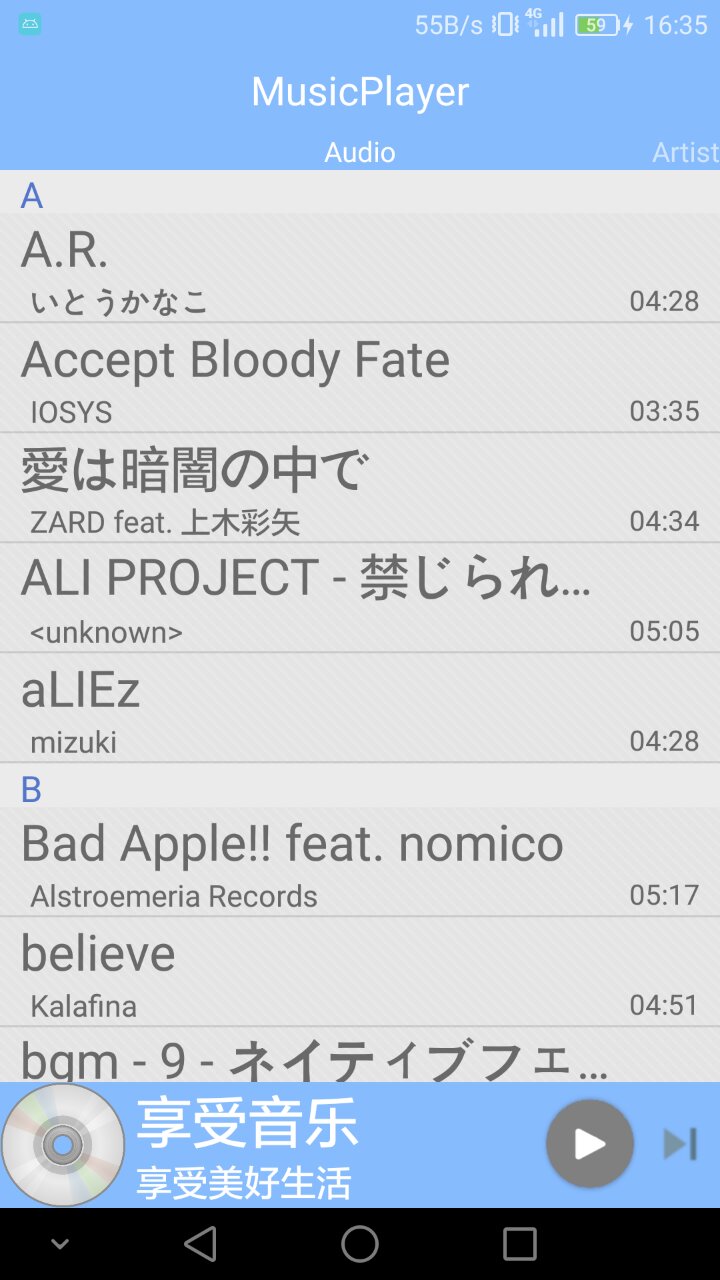 55B/s 4G 59 16:35
MusicPlayer
Audio Artist
A
A.R.
いとうかなこ 04:28
Accept Bloody Fate
IOSYS 03:35
愛は暗闇の中で
ZARD feat. 上木彩矢 04:34
ALI PROJECT - 禁じられ...
<unknown> 05:05
aLIEz
mizuki 04:28
B
Bad Apple!! feat. nomico
Alstroemeria Records 05:17
believe
Kalafina 04:51
bgm - 9 - ネイティブフェ...
享受音乐
享受美好生活